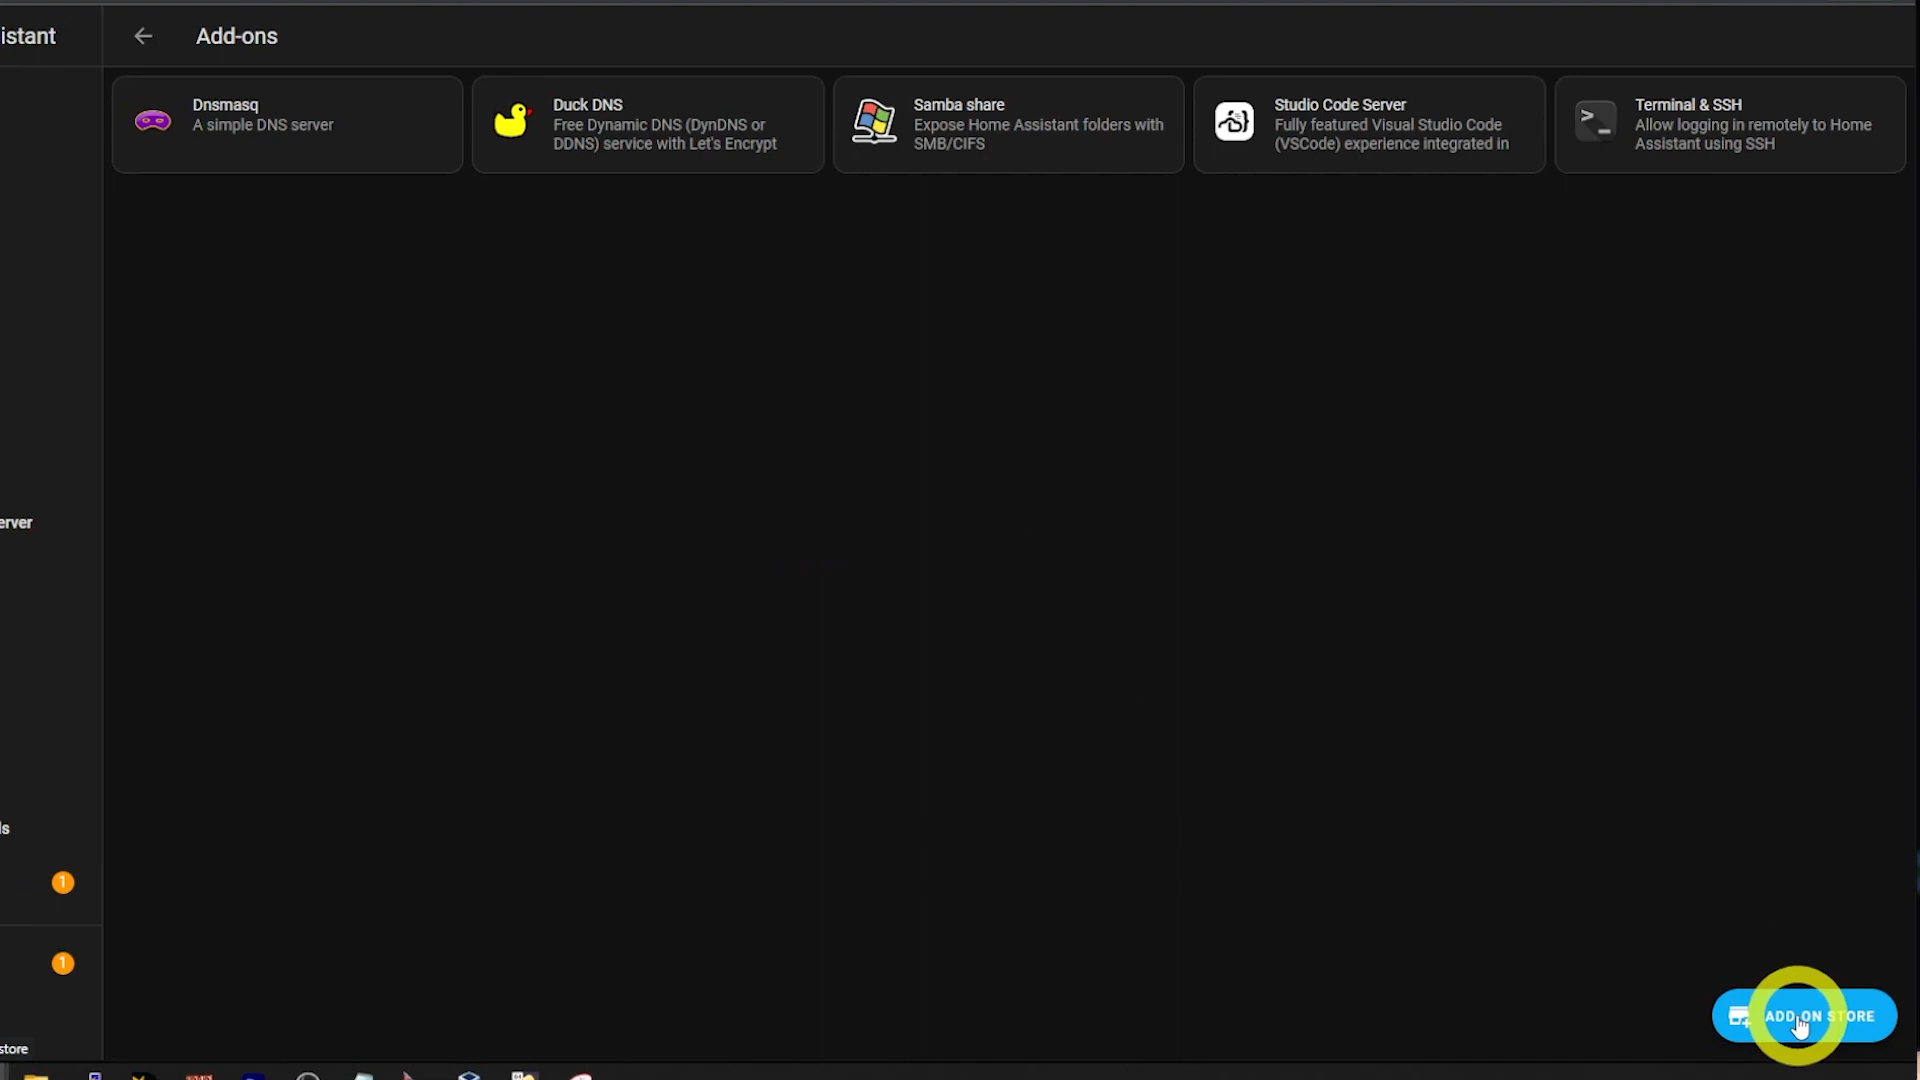 istant
Add-ons
Dnsmasq
A simple DNS server
Duck DNS
Free Dynamic DNS (DynDNS or
DDNS) service with Let's Encrypt
Samba share
Expose Home Assistant folders with
SMB/CIFS
Studio Code Server
Fully featured Visual Studio Code
(VSCode) experience integrated in
>_
Terminal & SSH
Allow logging in remotely to Home
Assistant using SSH
erver
ls
1
1
store
ADD-ON STORE